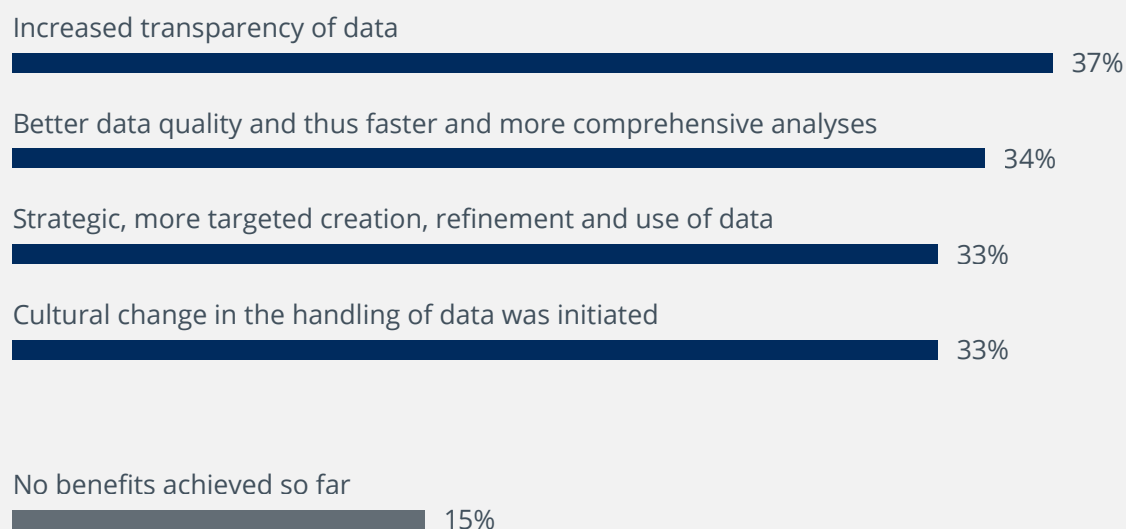 Increased transparency of data
37%
Better data quality and thus faster and more comprehensive analyses
34%
Strategic, more targeted creation, refinement and use of data
33%
Cultural change in the handling of data was initiated
33%
No benefits achieved so far
15%